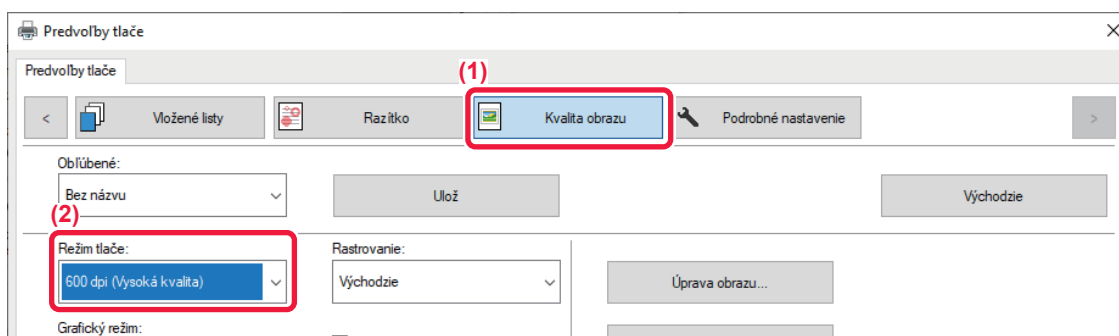 Predvoľby tlače
Predvoľby tlače
(1)
< Vložené listy Razítko Kvalita obrazu Podrobné nastavenie >
Obľúbené:
Bez názvu Ulož Východzie
(2)
Režim tlače: Rastrovanie:
600 dpi (Vysoká kvalita) Východzie Úprava obrazu...
Grafický režim: